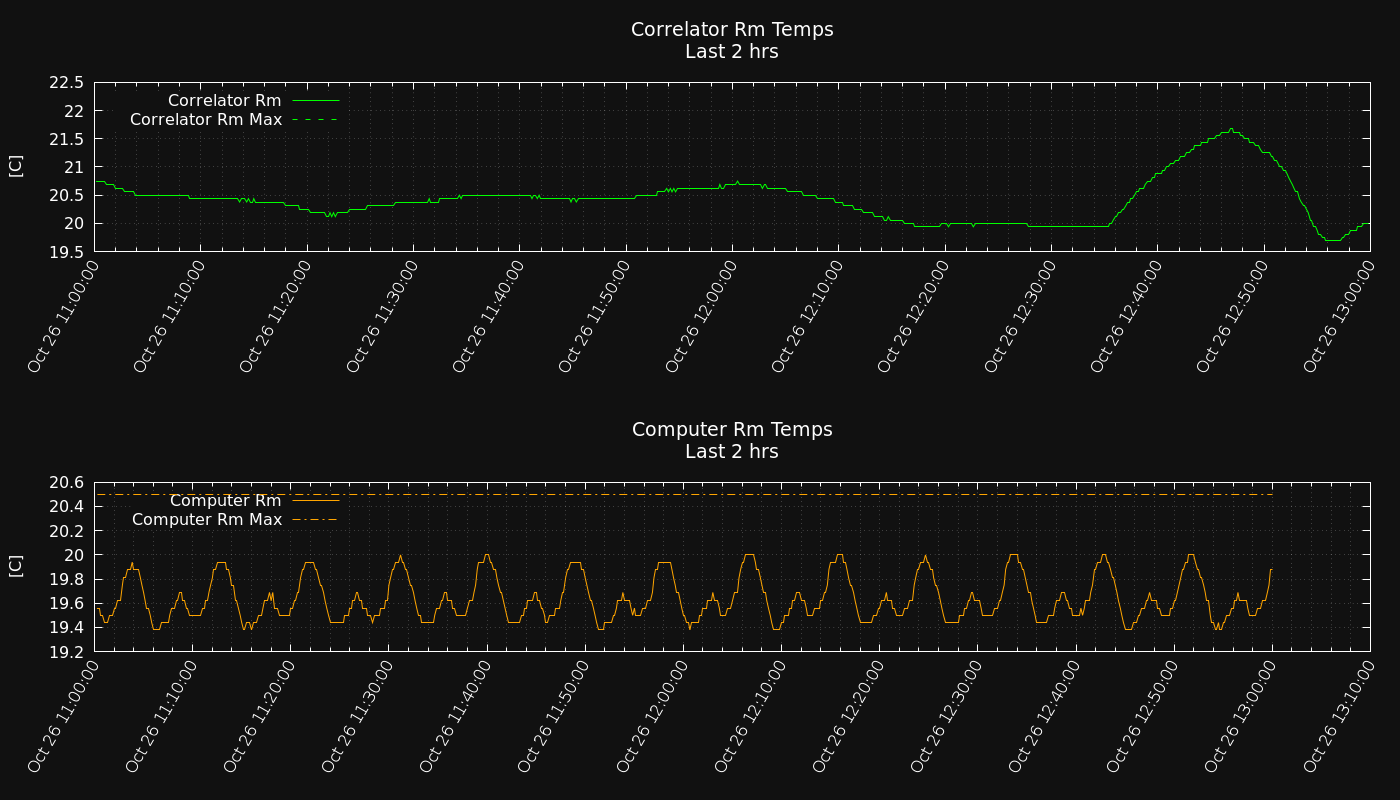 Correlator Rm Temps
Last 2 hrs
22.5
22
21.5
21
20.5
20
19.5
[C]
Correlator Rm
Correlator Rm Max
Oct 26 11:00:00
Oct 26 11:10:00
Oct 26 11:20:00
Oct 26 11:30:00
Oct 26 11:40:00
Oct 26 11:50:00
Oct 26 12:00:00
Oct 26 12:10:00
Oct 26 12:20:00
Oct 26 12:30:00
Oct 26 12:40:00
Oct 26 12:50:00
Oct 26 13:00:00
Computer Rm Temps
Last 2 hrs
20.6
20.4
20.2
20
19.8
19.6
19.4
19.2
[C]
Computer Rm
Computer Rm Max
Oct 26 11:00:00
Oct 26 11:10:00
Oct 26 11:20:00
Oct 26 11:30:00
Oct 26 11:40:00
Oct 26 11:50:00
Oct 26 12:00:00
Oct 26 12:10:00
Oct 26 12:20:00
Oct 26 12:30:00
Oct 26 12:40:00
Oct 26 12:50:00
Oct 26 13:00:00
Oct 26 13:10:00